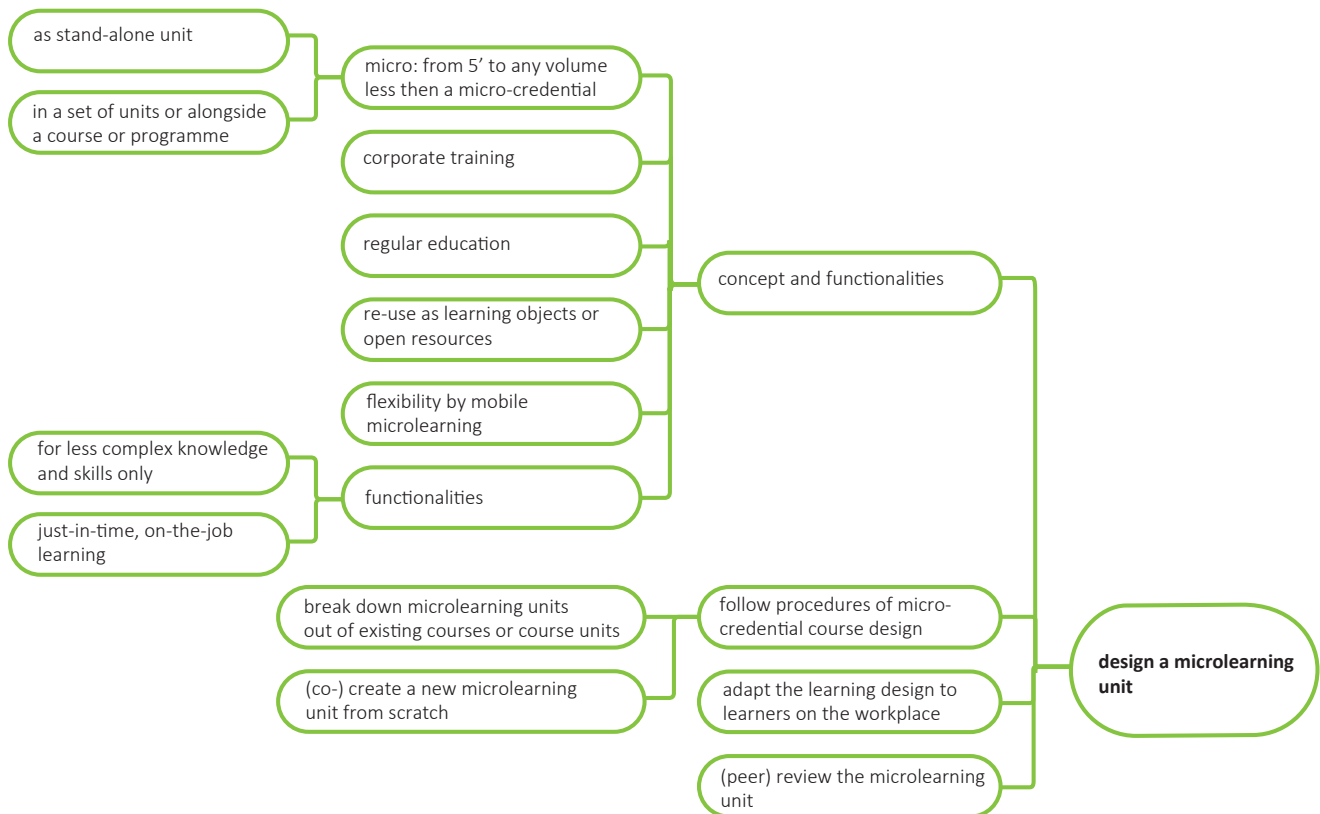 as stand-alone unit
in a set of units or alongside
a course or programme
micro: from 5’ to any volume
less then a micro-credential
corporate training
regular education
re-use as learning objects or
open resources
flexibility by mobile
microlearning
for less complex knowledge
and skills only
just-in-time, on-the-job
learning
functionalities
concept and functionalities
break down microlearning units
out of existing courses or course units
(co-) create a new microlearning
unit from scratch
follow procedures of micro-
credential course design
adapt the learning design to
learners on the workplace
(peer) review the microlearning
unit
design a microlearning
unit